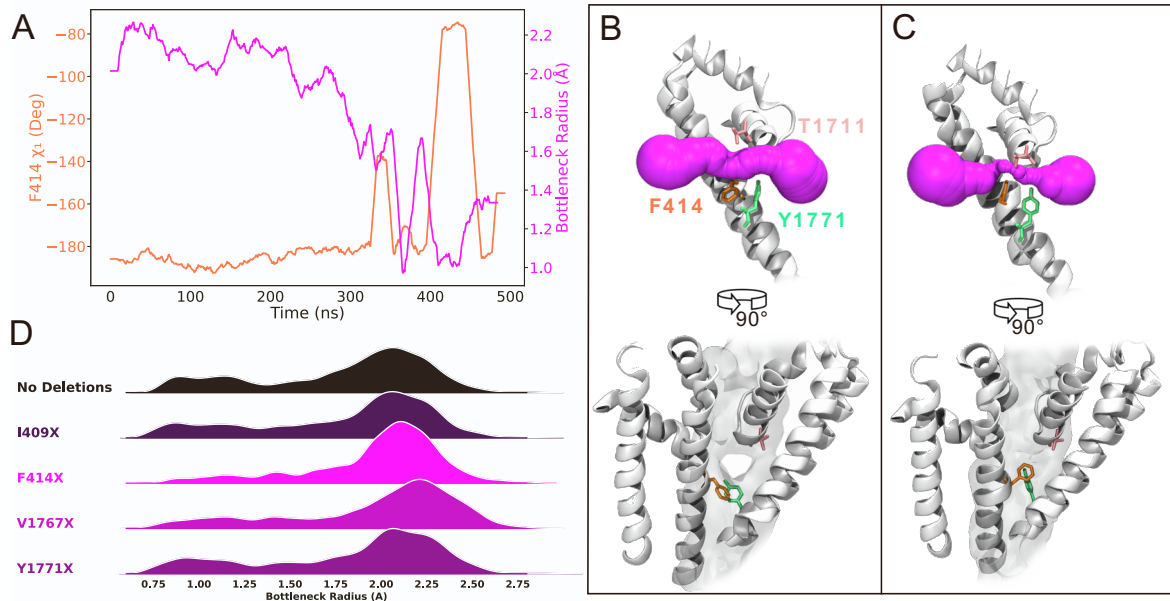 A
F414 χ₁ (Deg)
−80
−100
−120
−140
−160
−180
2.2
2.0
1.8
1.6
1.4
1.2
1.0
Bottleneck Radius (Å)
0
100
200
300
400
500
Time (ns)
B
T1711
F414
Y1771
90°
C
90°
D
No Deletions
I409X
F414X
V1767X
Y1771X
0.75
1.00
1.25
1.50
1.75
2.00
2.25
2.50
2.75
Bottleneck Radius (A)